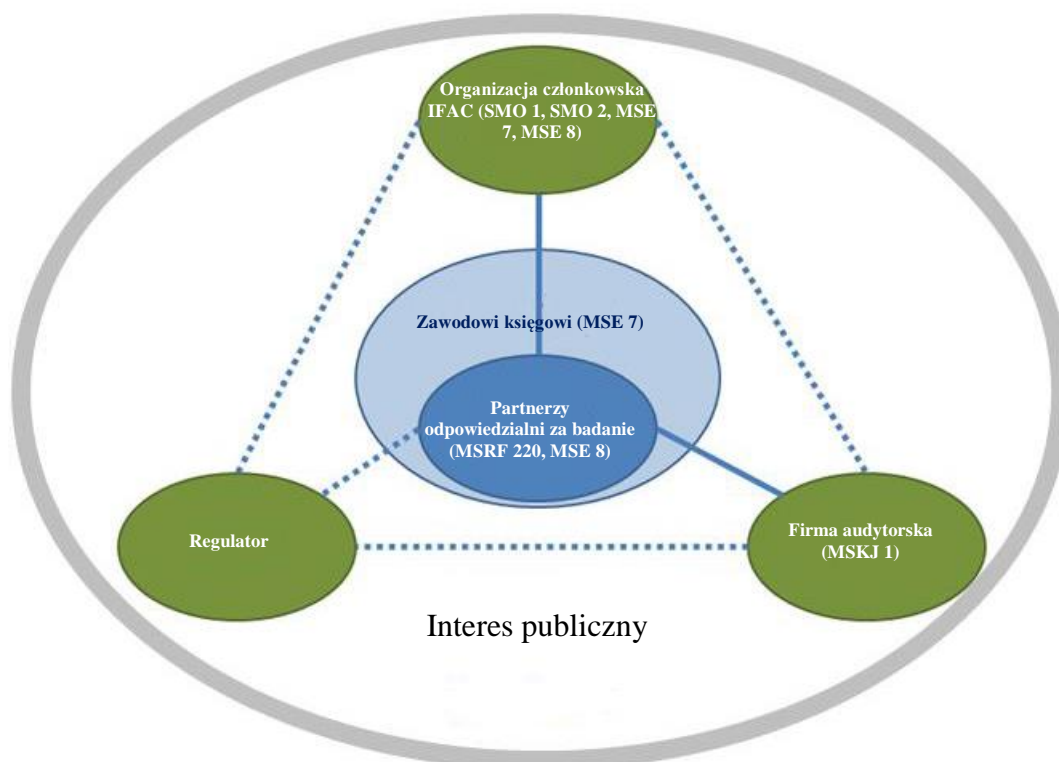 Organizacja członkowska
IFAC (SMO 1, SMO 2, MSE
7, MSE 8)
Zawodowi księgowi (MSE 7)
Partnerzy
odpowiedzialni za badanie
(MSRF 220, MSE 8)
Regulator
Firma audytorska
(MSKJ 1)
Interes publiczny